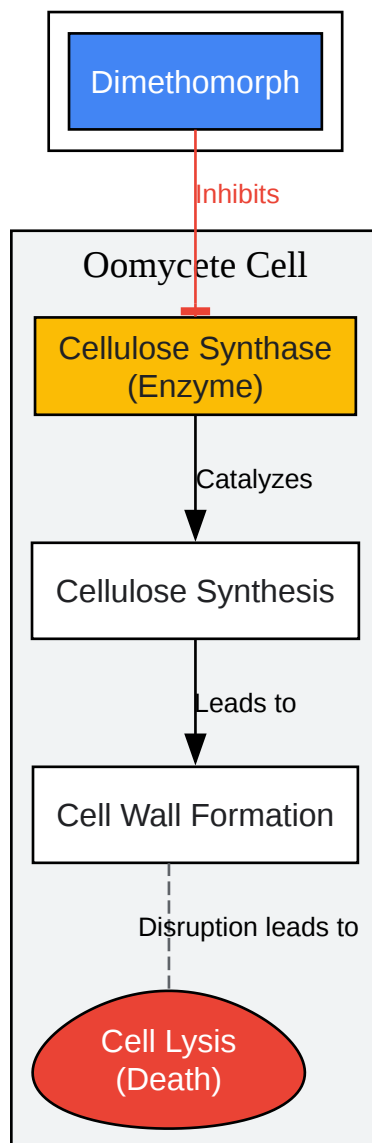 Dimethomorph
Inhibits
Oomycete Cell
Cellulose Synthase
(Enzyme)
Catalyzes
Cellulose Synthesis
Leads to
Cell Wall Formation
Disruption leads to
Cell Lysis
(Death)